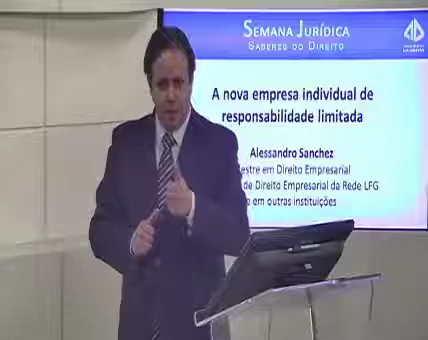 SEMANA JURÍDICA
SABERES DO DIREITO
A nova empresa individual de
responsabilidade limitada
Alessandro Sanchez
estre em Direito Empresarial
de Direito Empresarial da Rede LFG
e em outras instituições